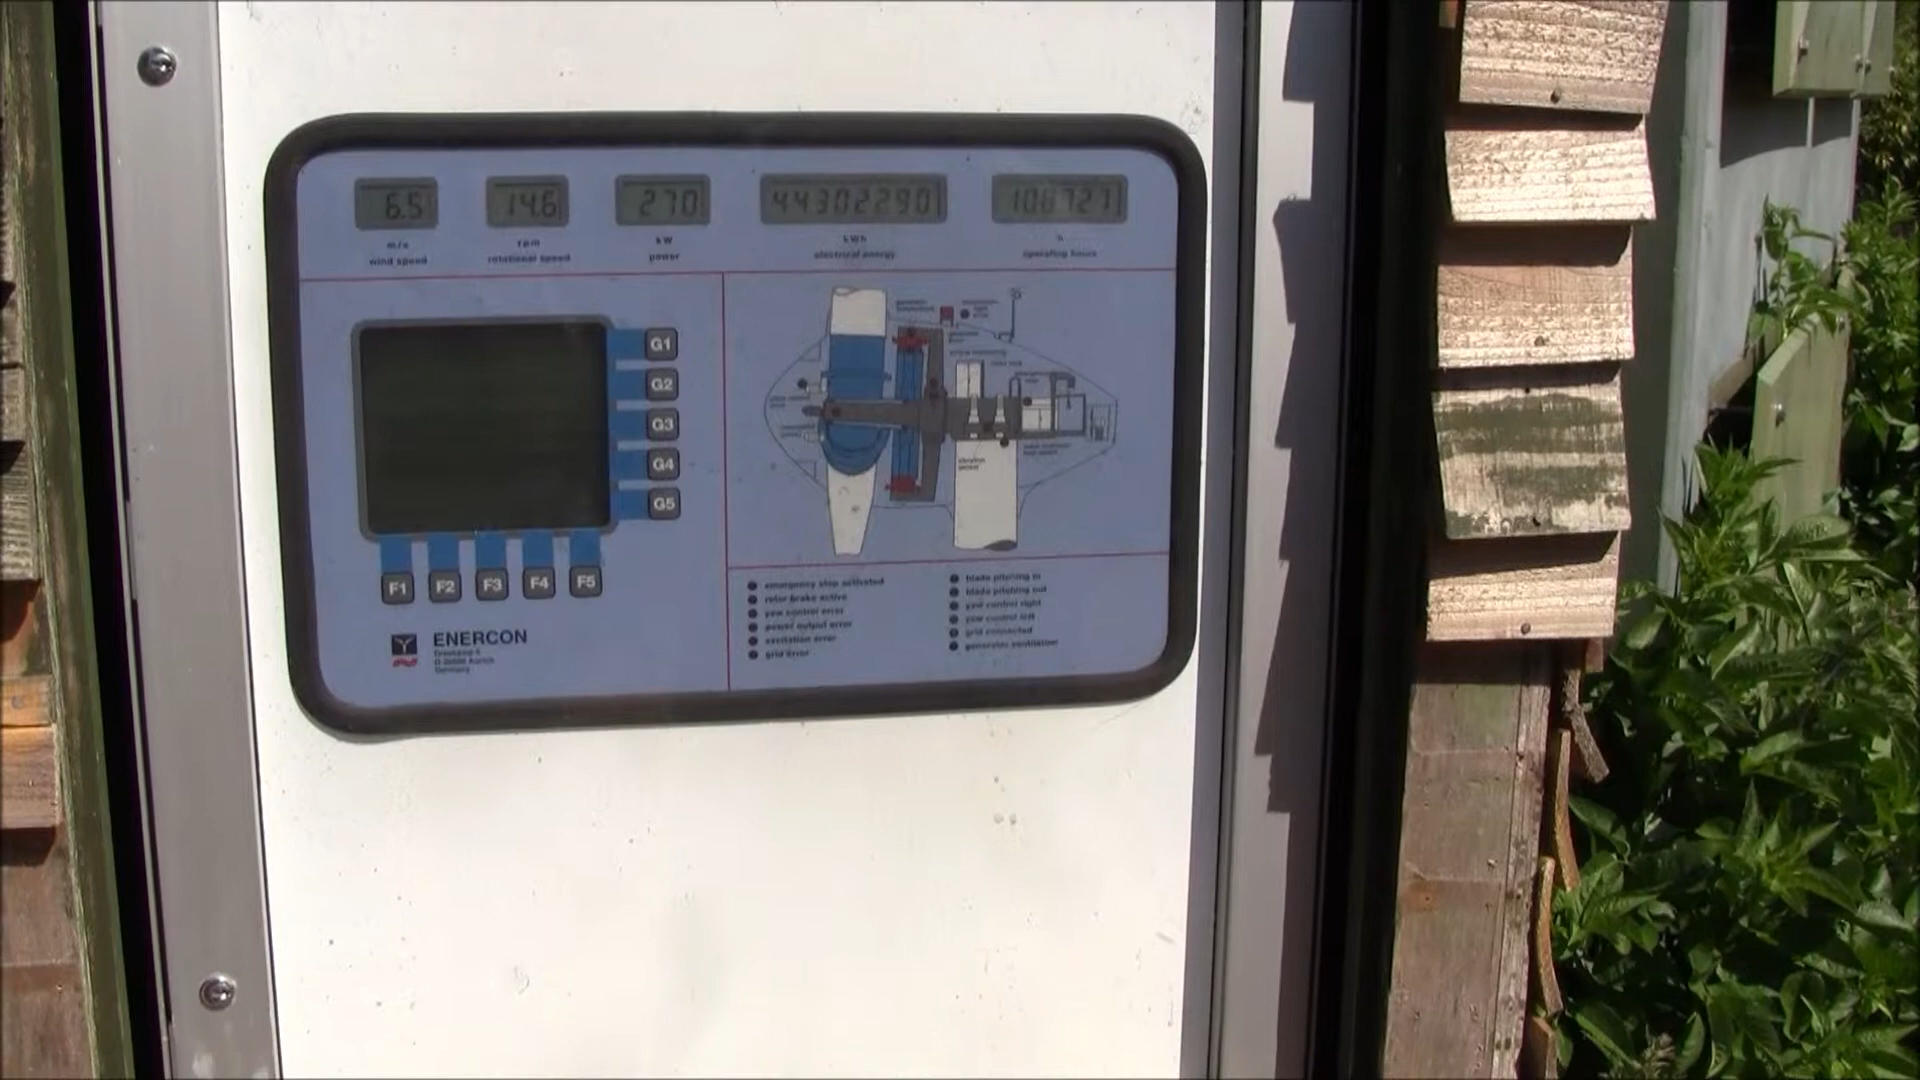 6.5
14.6
270
44302290
m/s
rpm
kW
kWh
h
wind speed
rotational speed
power
electrical energy
operating hours
G1
G2
G3
G4
G5
F1
F2
F3
F4
F5
ENERCON
Germany
emergency stop activated
rotor brake active
yaw control error
power output error
excitation error
grid error
blade pitching in
blade pitching out
yaw control right
yaw control left
grid connected
generator ventilation